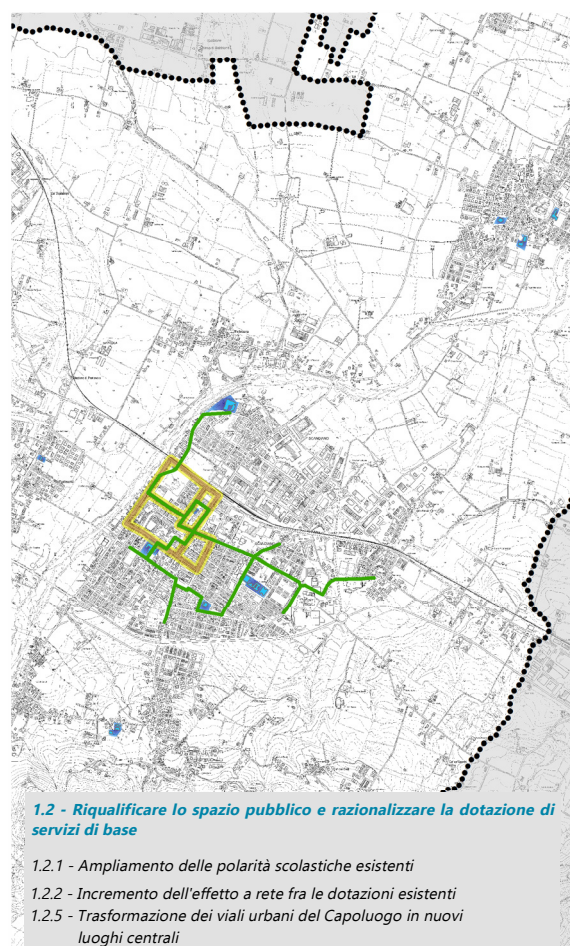 SCANDIANO
1.2 - Riqualificare lo spazio pubblico e razionalizzare la dotazione di
servizi di base
1.2.1 - Ampliamento delle polarità scolastiche esistenti
1.2.2 - Incremento dell'effetto a rete fra le dotazioni esistenti
1.2.5 - Trasformazione dei viali urbani del Capoluogo in nuovi
luoghi centrali